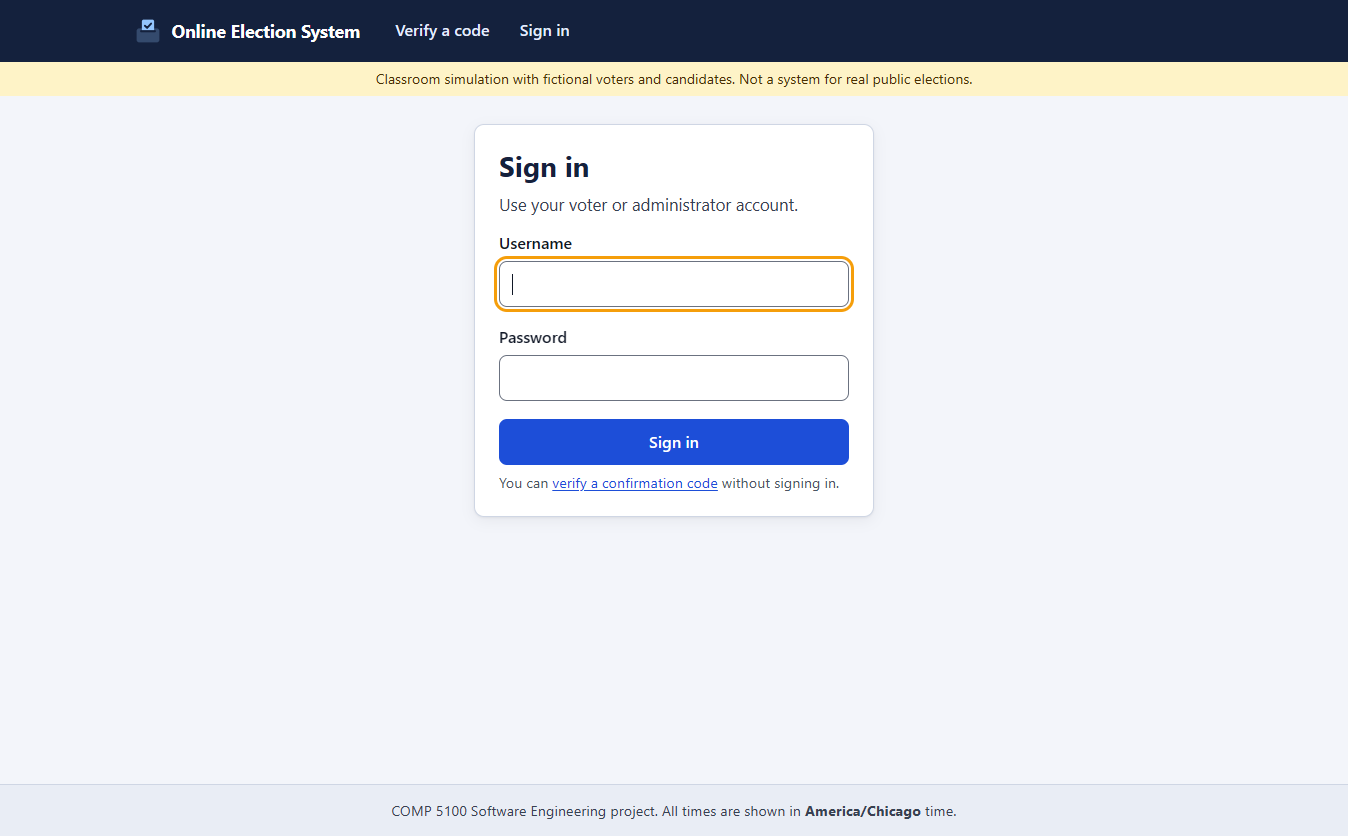 Online Election System Verify a code Sign in
Classroom simulation with fictional voters and candidates. Not a system for real public elections.
Sign in
Use your voter or administrator account.
Username
Password
Sign in
You can verify a confirmation code without signing in.
COMP 5100 Software Engineering project. All times are shown in America/Chicago time.